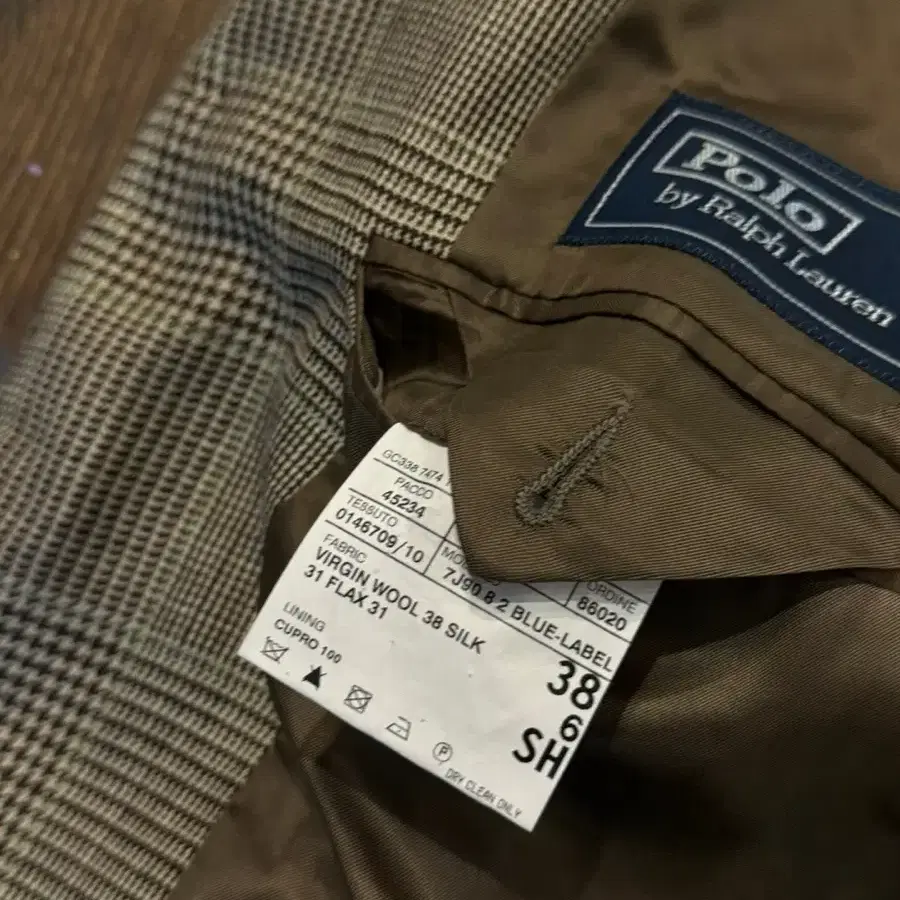 Polo
by Ralph Lauren
GC338 7474
PACCO
45234
TESSUTO
0146709/10
7J90 8 2 BLUE-LABEL
ORDINE
86020
FABRIC
VIRGIN WOOL 38 SILK
31 FLAX 31
LINING
CUPRO 100
38
6
SH
P
DRY CLEAN ONLY